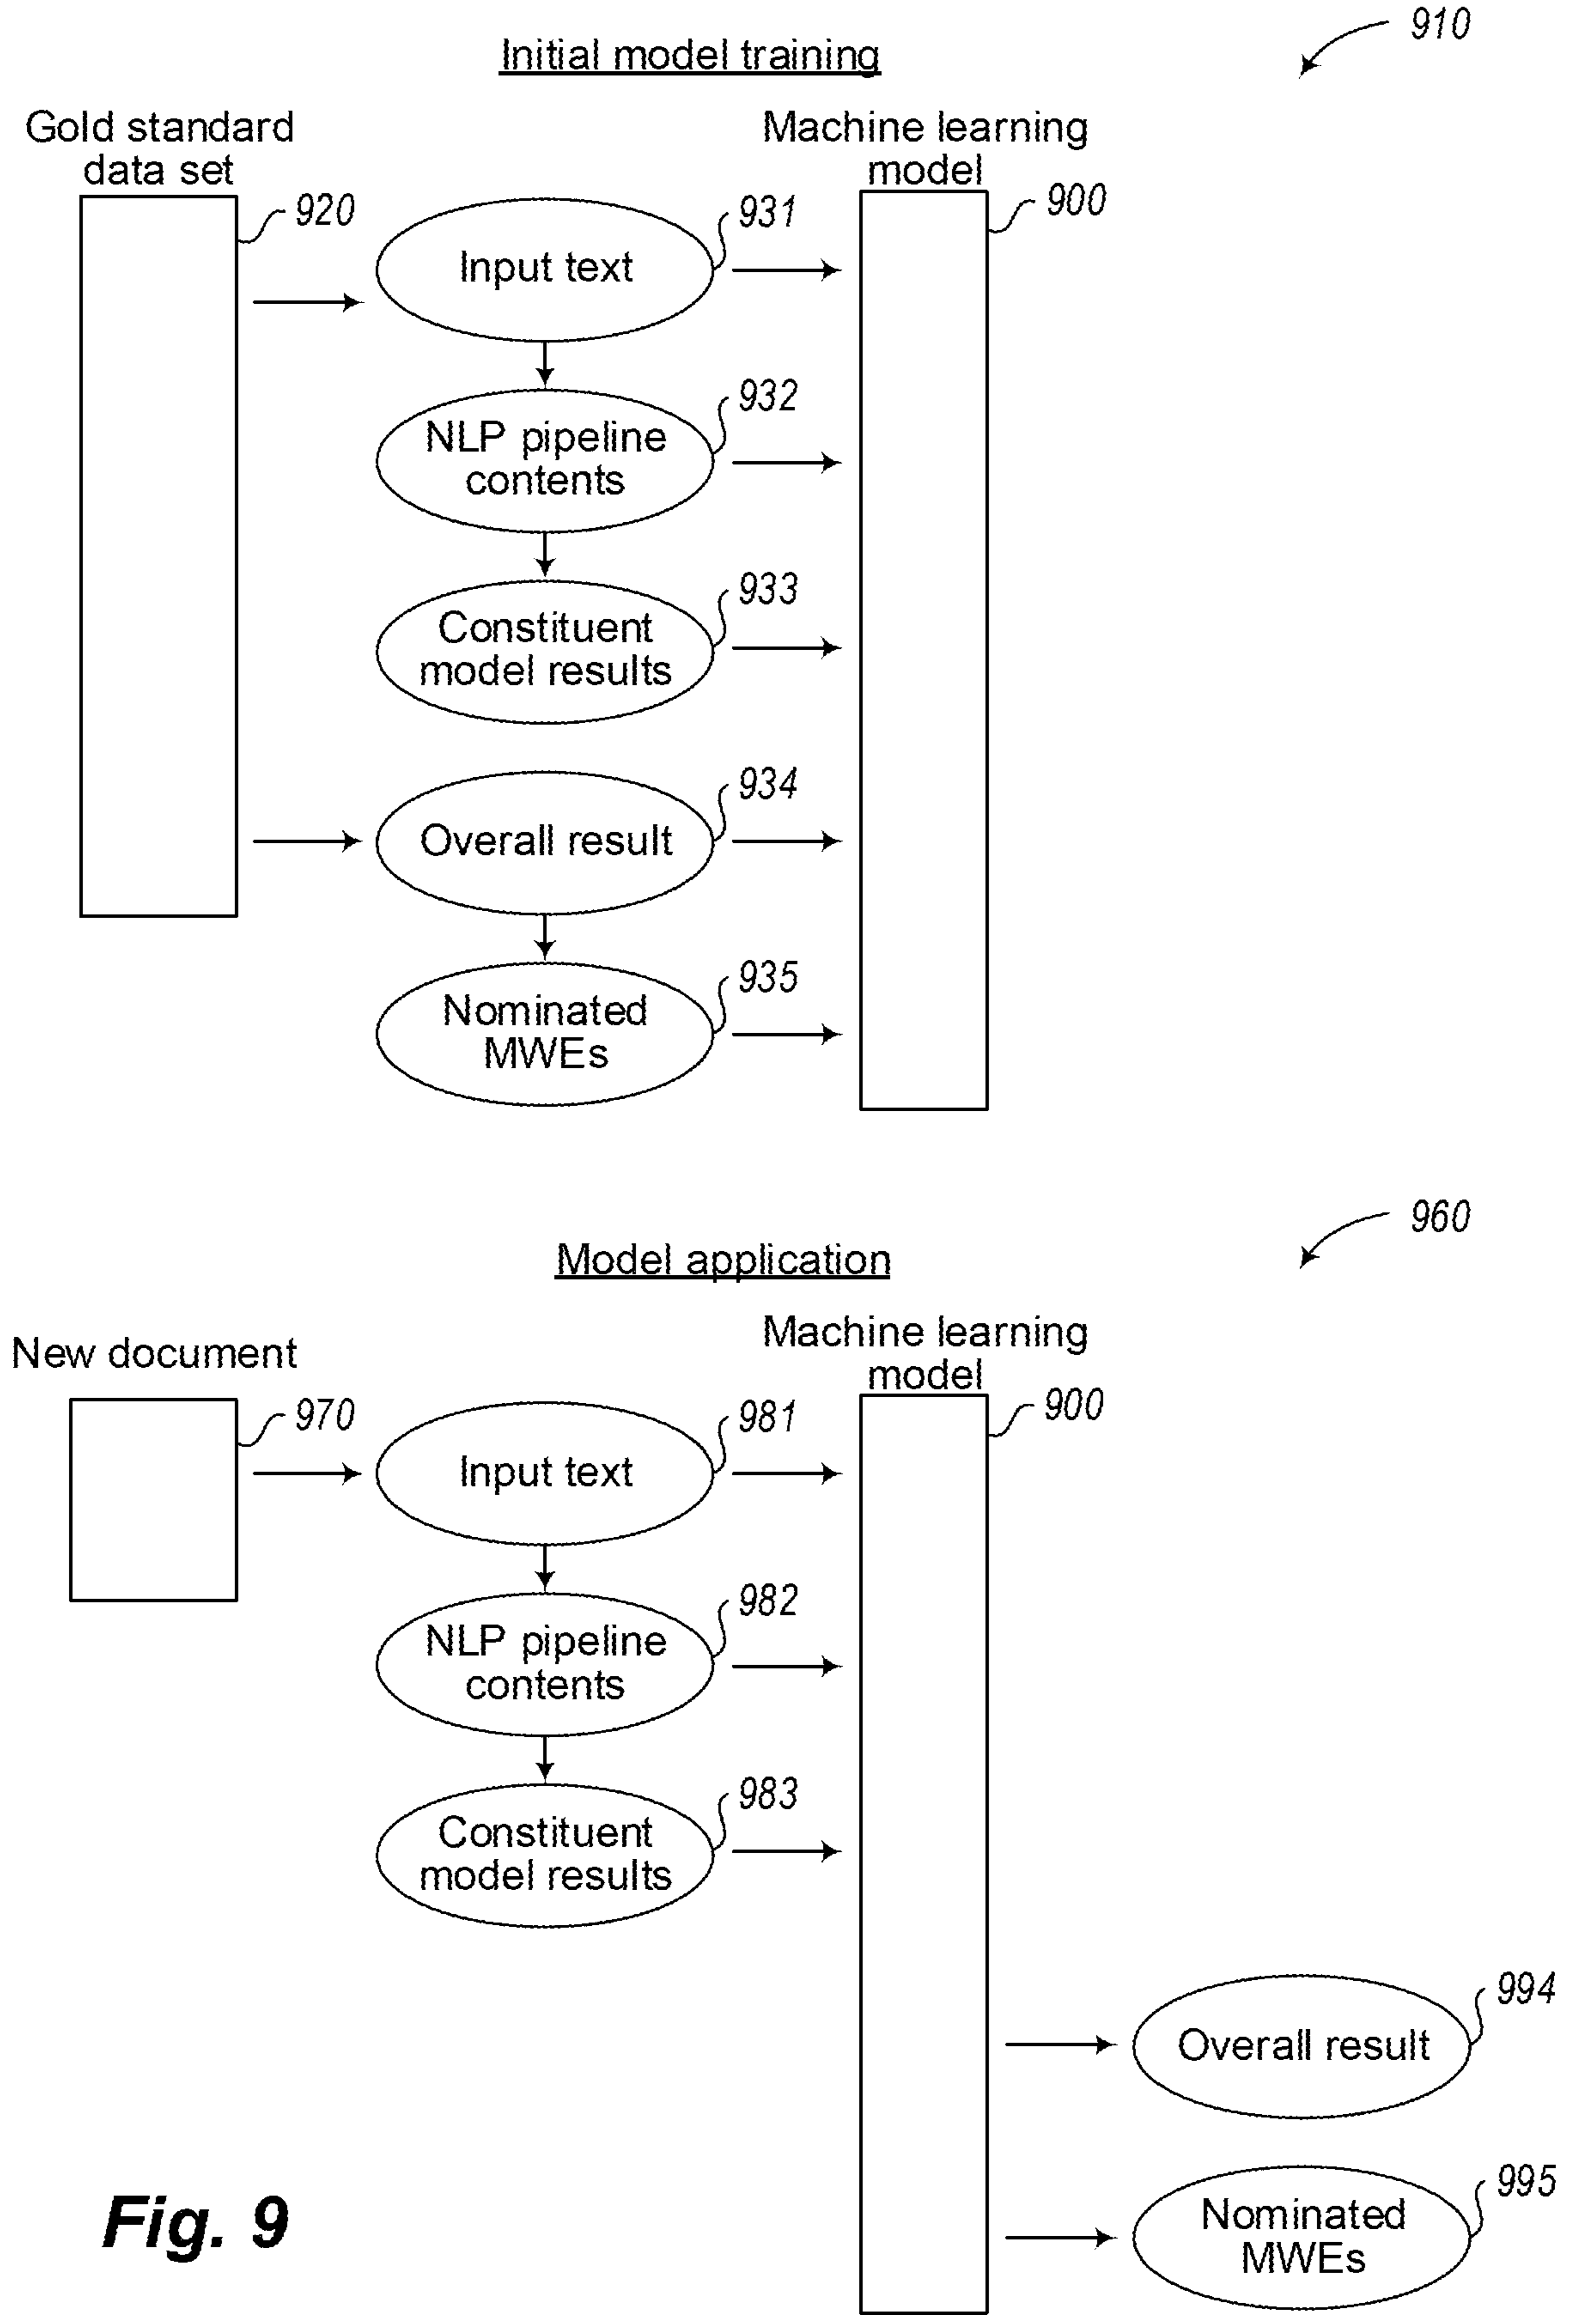 910
Initial model training
Gold standard
data set
Machine learning
model
920
931
900
Input text
932
NLP pipeline
contents
933
Constituent
model results
934
Overall result
935
Nominated
MWEs
960
Model application
New document
Machine learning
model
970
981
900
Input text
982
NLP pipeline
contents
983
Constituent
model results
994
Overall result
995
Nominated
MWEs
Fig. 9